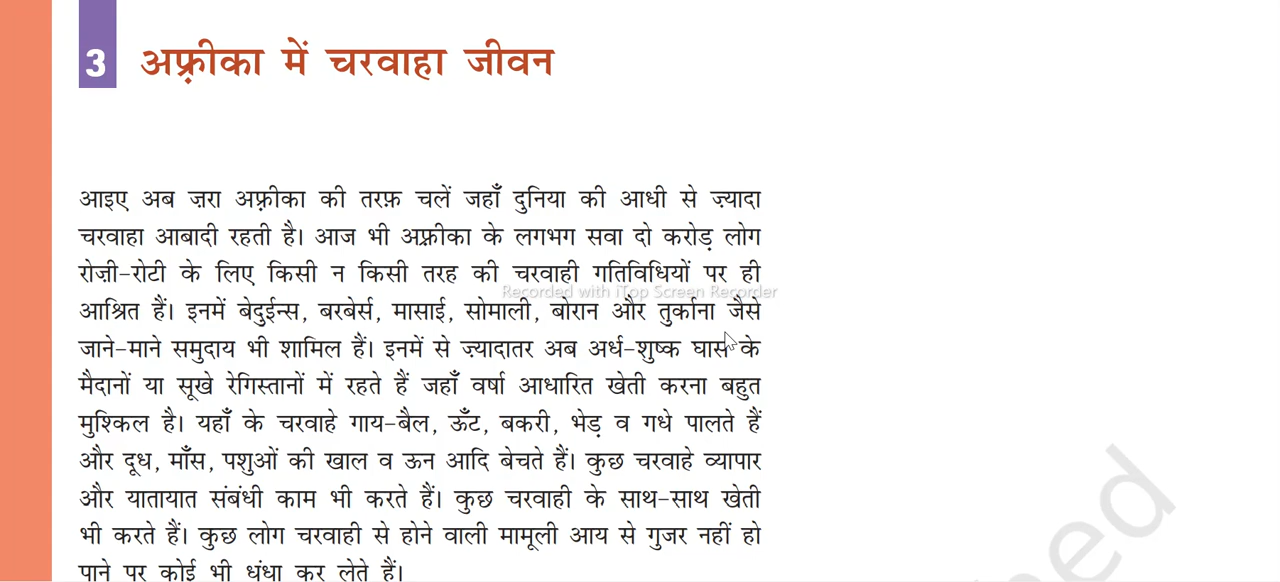 3 अफ़्रीका में चरवाहा जीवन
आइए अब ज़रा अफ़्रीका की तरफ़ चलें जहाँ दुनिया की आधी से ज़्यादा
चरवाहा आबादी रहती है। आज भी अफ़्रीका के लगभग सवा दो करोड़ लोग
रोज़ी-रोटी के लिए किसी न किसी तरह की चरवाही गतिविधियों पर ही
Recorded with iTop Screen Recorder
आश्रित हैं। इनमें बेदुईन्स, बरबेर्स, मासाई, सोमाली, बोरान और तुर्काना जैसे
जाने-माने समुदाय भी शामिल हैं। इनमें से ज़्यादातर अब अर्ध-शुष्क घास के
मैदानों या सूखे रेगिस्तानों में रहते हैं जहाँ वर्षा आधारित खेती करना बहुत
मुश्किल है। यहाँ के चरवाहे गाय-बैल, ऊँट, बकरी, भेड़ व गधे पालते हैं
और दूध, माँस, पशुओं की खाल व ऊन आदि बेचते हैं। कुछ चरवाहे व्यापार
और यातायात संबंधी काम भी करते हैं। कुछ चरवाही के साथ-साथ खेती
भी करते हैं। कुछ लोग चरवाही से होने वाली मामूली आय से गुजर नहीं हो
पाने पर कोई भी धंधा कर लेते हैं।